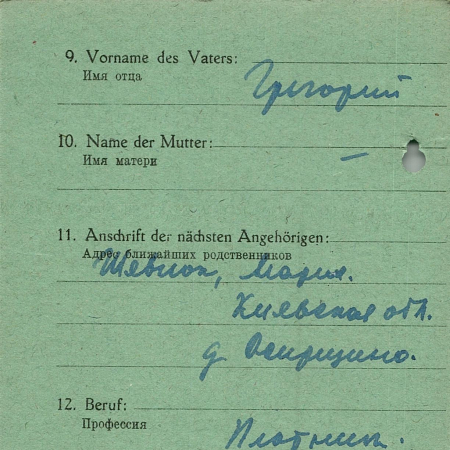 9. Vorname des Vaters:
Имя отца
Григорий
10. Name der Mutter:
Имя матери
—
11. Anschrift der nächsten Angehörigen:
Адрес ближайших родственников
Мария.
Киевская обл.
д.
12. Beruf:
Профессия
Плотник.